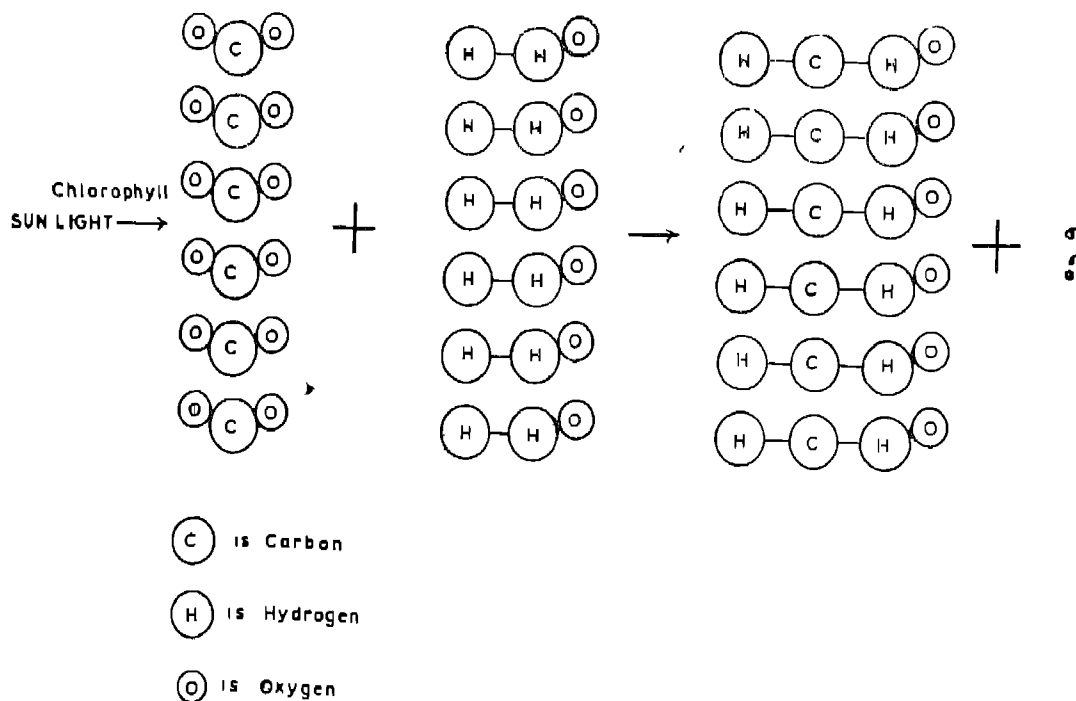 O C O H H O H C H O
O C O H H O H C H O
Chlorophyll O C O H H O H C H O
SUN LIGHT → + → +
O C O H H O H C H O
O C O H H O H C H O
O C O H H O H C H O
C is Carbon
H is Hydrogen
O is Oxygen